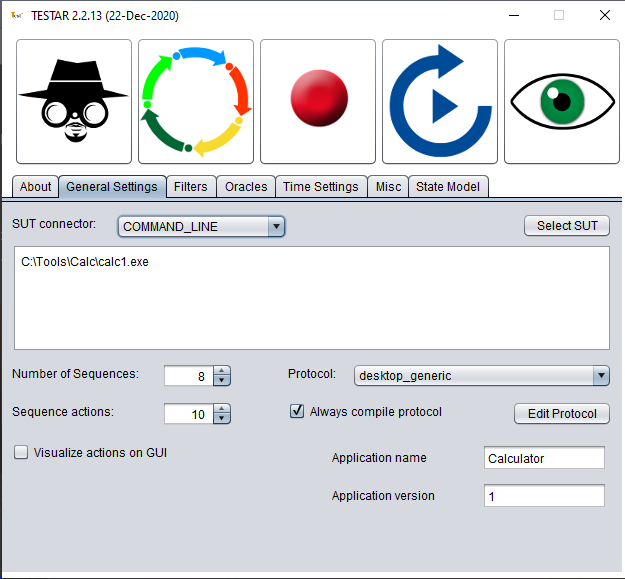 TESTAR 2.2.13 (22-Dec-2020)
About General Settings Filters Oracles Time Settings Misc State Model
SUT connector: COMMAND_LINE Select SUT
C:\Tools\Calc\calc1.exe
Number of Sequences: 8 Protocol: desktop_generic
Sequence actions: 10 Always compile protocol Edit Protocol
Visualize actions on GUI
Application name Calculator
Application version 1